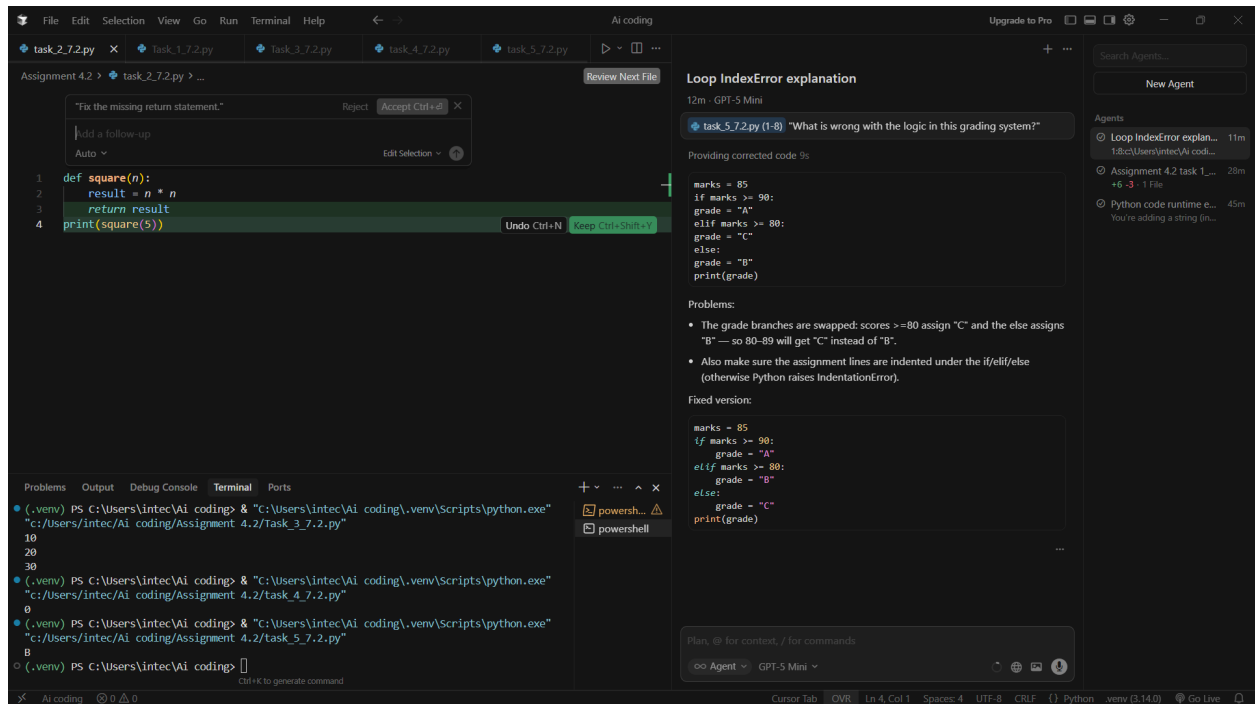 File Edit Selection View Go Run Terminal Help
Ai coding
Upgrade to Pro
task_2_7.2.py
Task_1_7.2.py
Task_3_7.2.py
task_4_7.2.py
task_5_7.2.py
Assignment 4.2 > task_2_7.2.py > ...
Review Next File
"Fix the missing return statement."
Reject
Accept Ctrl+⏎
Add a follow-up
Auto
Edit Selection
1 def square(n):
2 result = n * n
3 return result
4 print(square(5))
Undo Ctrl+N
Keep Ctrl+Shift+Y
Problems Output Debug Console Terminal Ports
(.venv) PS C:\Users\intec\Ai coding> & "C:\Users\intec\Ai coding\.venv\Scripts\python.exe"
"c:/Users/intec/Ai coding/Assignment 4.2/Task_3_7.2.py"
10
20
30
(.venv) PS C:\Users\intec\Ai coding> & "C:\Users\intec\Ai coding\.venv\Scripts\python.exe"
"c:/Users/intec/Ai coding/Assignment 4.2/task_4_7.2.py"
0
(.venv) PS C:\Users\intec\Ai coding> & "C:\Users\intec\Ai coding\.venv\Scripts\python.exe"
"c:/Users/intec/Ai coding/Assignment 4.2/task_5_7.2.py"
B
(.venv) PS C:\Users\intec\Ai coding>
Ctrl+K to generate command
powersh...
powershell
Loop IndexError explanation
12m · GPT-5 Mini
task_5_7.2.py (1-8) "What is wrong with the logic in this grading system?"
Providing corrected code 9s
marks = 85
if marks >= 90:
grade = "A"
elif marks >= 80:
grade = "C"
else:
grade = "B"
print(grade)
Problems:
• The grade branches are swapped: scores >=80 assign "C" and the else assigns
"B" — so 80–89 will get "C" instead of "B".
• Also make sure the assignment lines are indented under the if/elif/else
(otherwise Python raises IndentationError).
Fixed version:
marks = 85
if marks >= 90:
grade = "A"
elif marks >= 80:
grade = "B"
else:
grade = "C"
print(grade)
Plan, @ for context, / for commands
Agent
GPT-5 Mini
Search Agents...
New Agent
Agents
Loop IndexError explan... 11m
1:8:c\Users\intec\Ai codi...
Assignment 4.2 task 1_... 28m
+6 -3 · 1 File
Python code runtime e... 45m
You're adding a string (in...
Ai coding 0 0
Cursor Tab OVR Ln 4, Col 1 Spaces: 4 UTF-8 CRLF {} Python .venv (3.14.0) Go Live